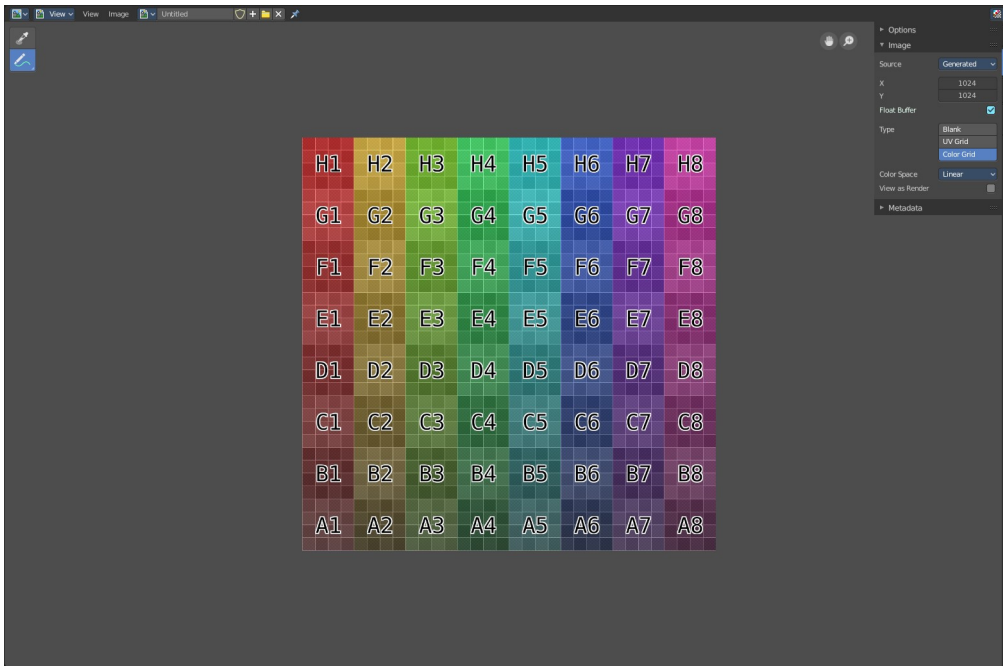 View View Image Untitled
Options
Image
Source Generated
X 1024
Y 1024
Float Buffer
Type Blank
UV Grid
Color Grid
Color Space Linear
View as Render
Metadata
H1 H2 H3 H4 H5 H6 H7 H8
G1 G2 G3 G4 G5 G6 G7 G8
F1 F2 F3 F4 F5 F6 F7 F8
E1 E2 E3 E4 E5 E6 E7 E8
D1 D2 D3 D4 D5 D6 D7 D8
C1 C2 C3 C4 C5 C6 C7 C8
B1 B2 B3 B4 B5 B6 B7 B8
A1 A2 A3 A4 A5 A6 A7 A8